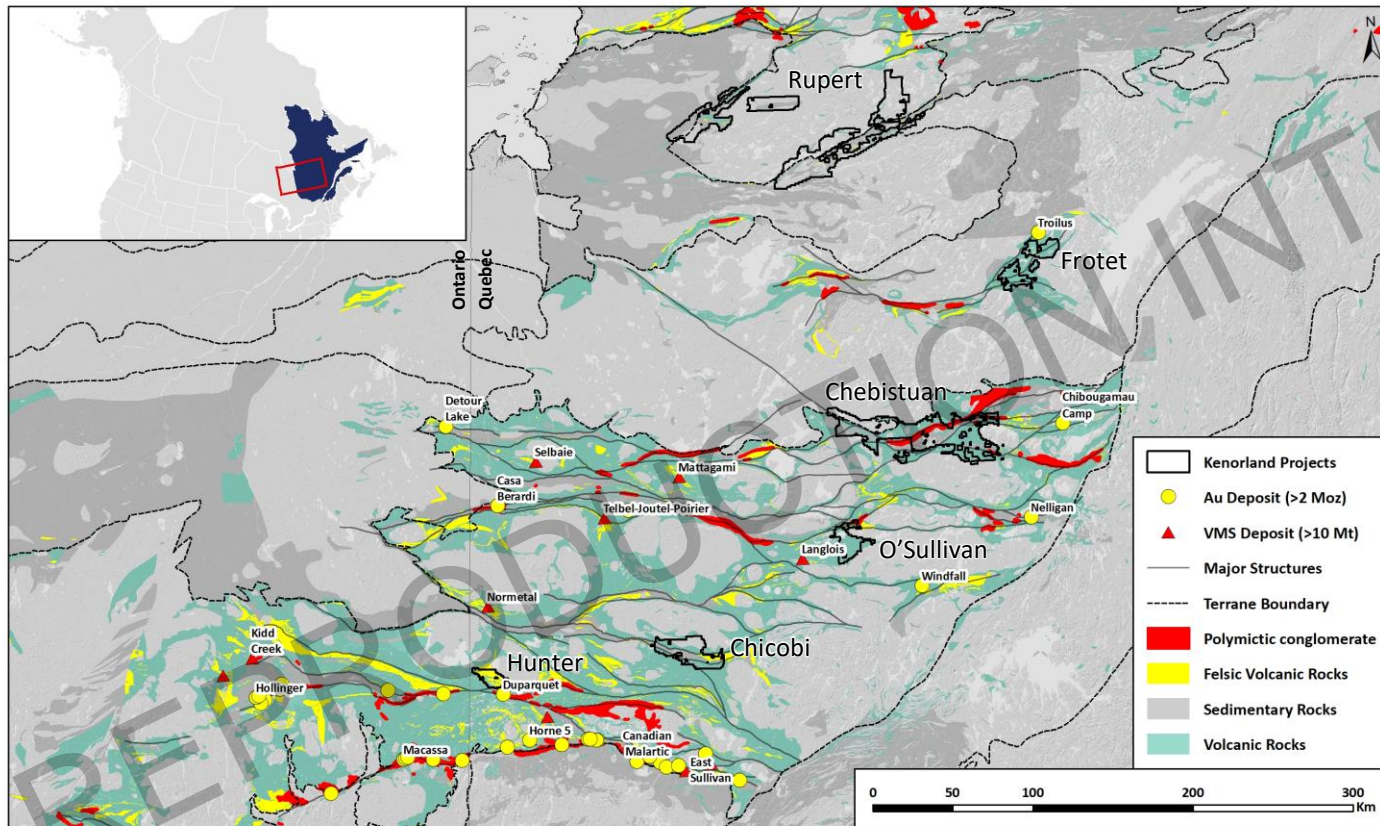 N
Rupert
Troilus
Frotet
Ontario
Quebec
Chebistuan
Chibougamau
Camp
Detour
Lake
Selbaie
Mattagami
Casa
Berardi
Telbel-Joutel-Poirier
Nelligan
Langlois
O'Sullivan
Windfall
Normetal
Chicobi
Kidd
Creek
Hunter
Hollinger
Duparquet
Horne 5
Canadian
Malartic
Macassa
East
Sullivan
Kenorland Projects
Au Deposit (>2 Moz)
VMS Deposit (>10 Mt)
Major Structures
Terrane Boundary
Polymictic conglomerate
Felsic Volcanic Rocks
Sedimentary Rocks
Volcanic Rocks
0 50 100 200 300
Km